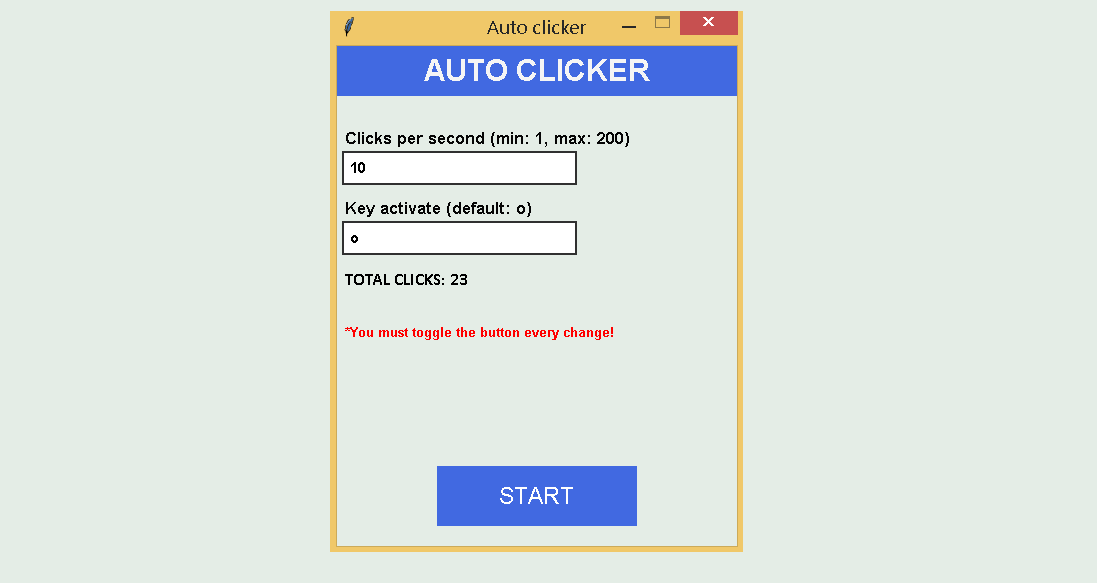 Auto clicker
AUTO CLICKER
Clicks per second (min: 1, max: 200)
10
Key activate (default: o)
o
TOTAL CLICKS: 23
*You must toggle the button every change!
START